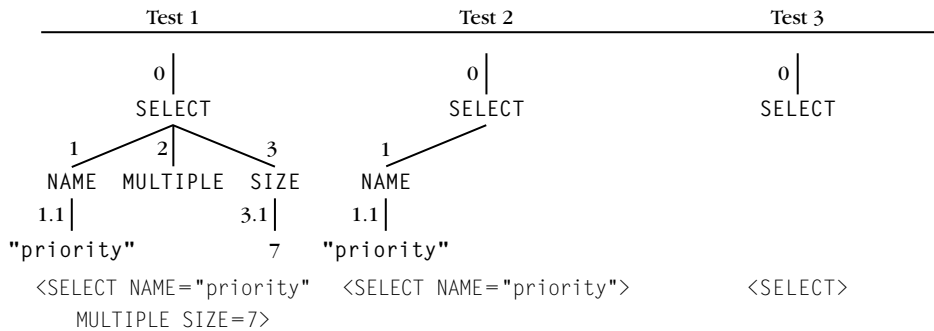 Test 1 Test 2 Test 3
0 0 0
SELECT SELECT SELECT
1 2 3 1
NAME MULTIPLE SIZE NAME
1.1 3.1 1.1
"priority" 7 "priority"
<SELECT NAME="priority" <SELECT NAME="priority"> <SELECT>
MULTIPLE SIZE=7>